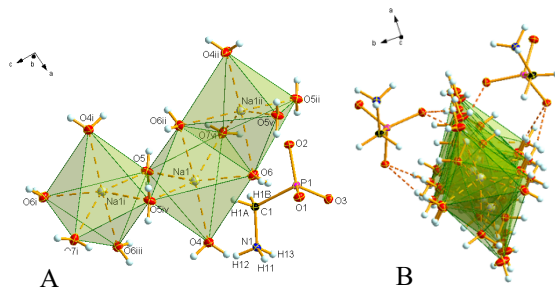 c b a
a b c
B
O4ii
Na1ii
O5ii
O6ii
O7ii
O5v
O4i
O2
O5
Na1
O6
P1
O6i
Na1i
O5iv
H1B
H1A
C1
O1
O3
O7i
O6iii
O4
N1
H13
H12
H11
A